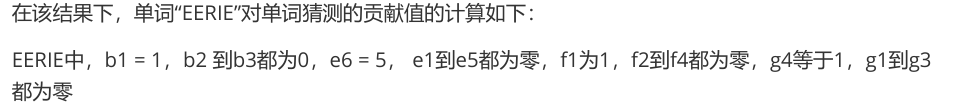 在该结果下，单词“EERIE”对单词猜测的贡献值的计算如下：
EERIE中，b1 = 1，b2 到b3都为0，e6 = 5， e1到e5都为零，f1为1，f2到f4都为零，g4等于1，g1到g3
都为零